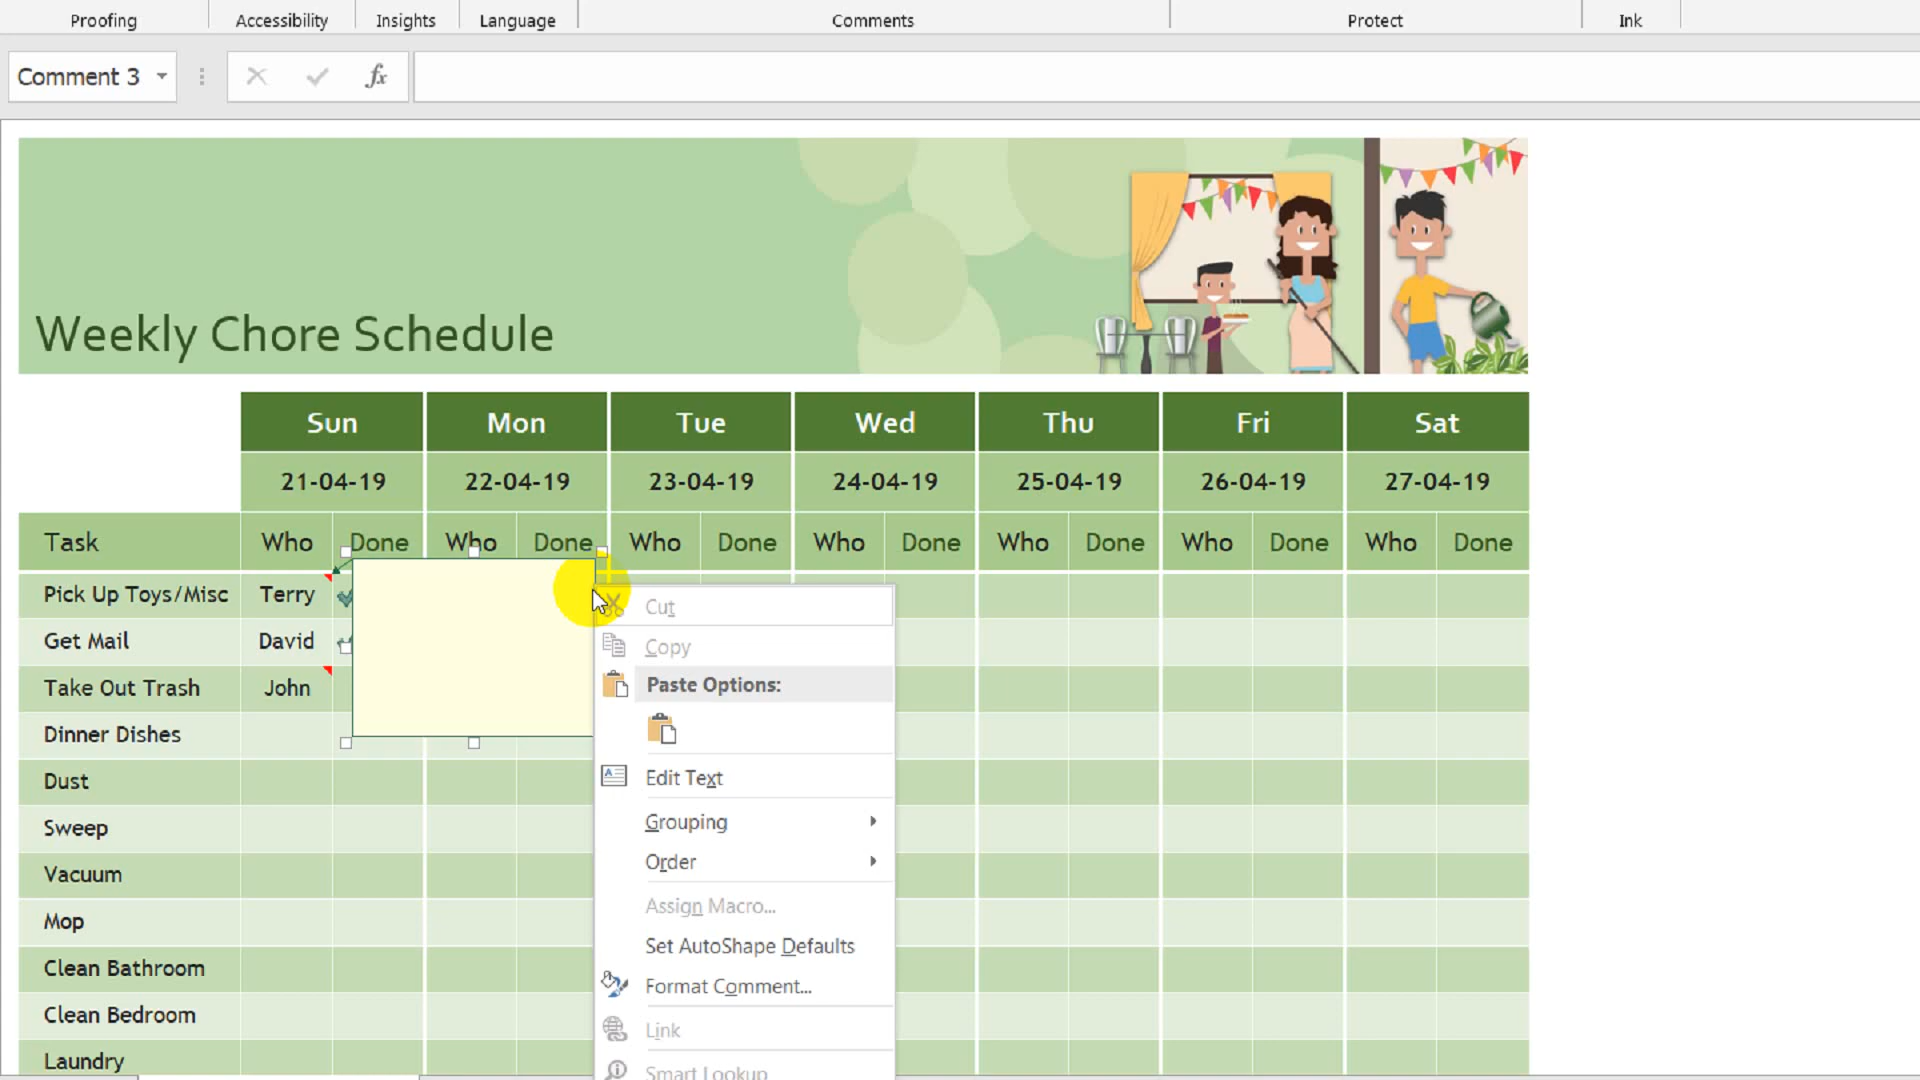 Proofing Accessibility Insights Language Comments Protect Ink
Comment 3 fx
Weekly Chore Schedule
Sun Mon Tue Wed Thu Fri Sat
21-04-19 22-04-19 23-04-19 24-04-19 25-04-19 26-04-19 27-04-19
Task Who Done Who Done Who Done Who Done Who Done Who Done Who Done
Pick Up Toys/Misc Terry
Get Mail David
Take Out Trash John
Dinner Dishes
Dust
Sweep
Vacuum
Mop
Clean Bathroom
Clean Bedroom
Laundry
Cut
Copy
Paste Options:
Edit Text
Grouping
Order
Assign Macro...
Set AutoShape Defaults
Format Comment...
Link
Smart Lookup